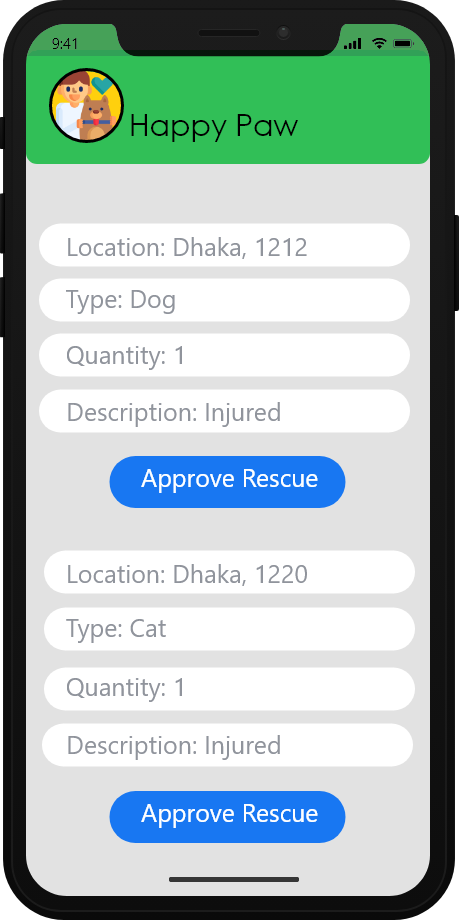 9:41
Happy Paw
Location: Dhaka, 1212
Type: Dog
Quantity: 1
Description: Injured
Approve Rescue
Location: Dhaka, 1220
Type: Cat
Quantity: 1
Description: Injured
Approve Rescue